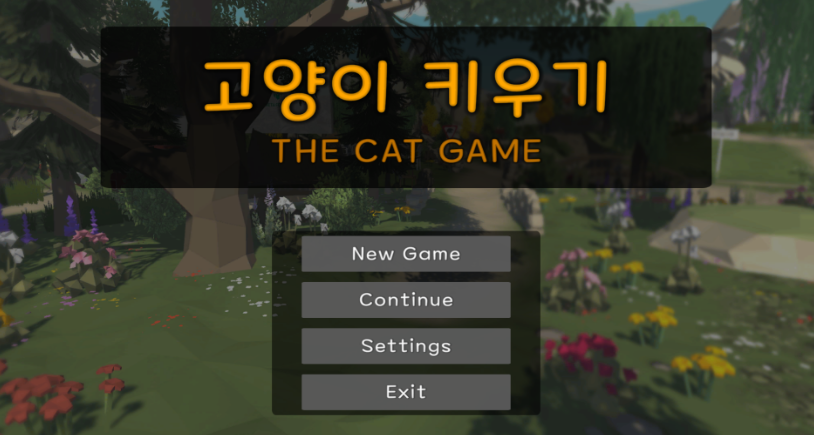 고양이 키우기
THE CAT GAME
New Game
Continue
Settings
Exit